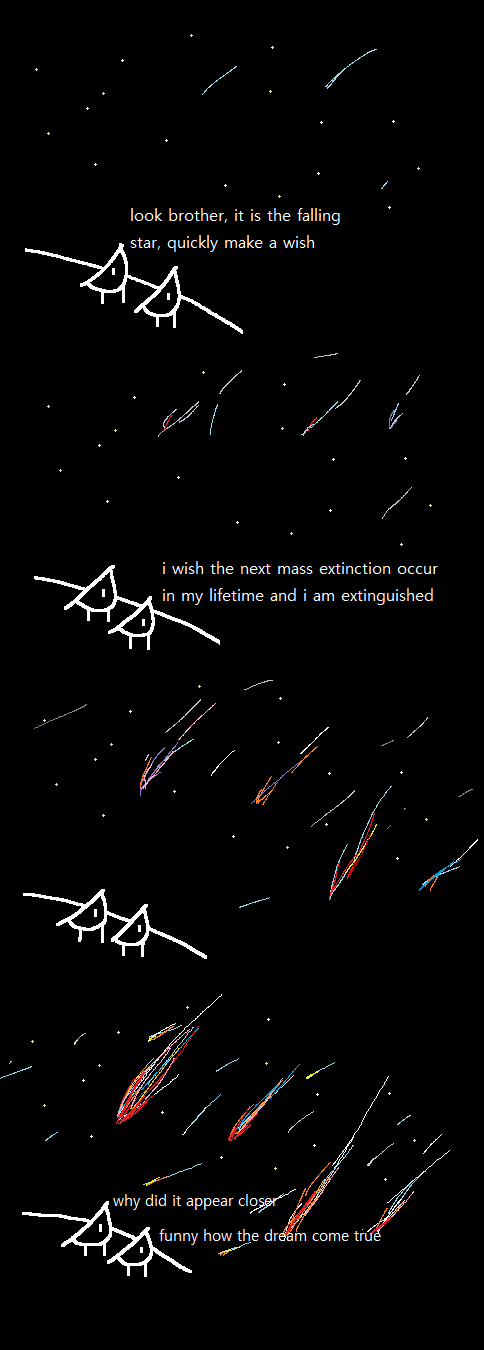 look brother, it is the falling
star, quickly make a wish
i wish the next mass extinction occur
in my lifetime and i am extinguished
why did it appear closer
funny how the dream come true